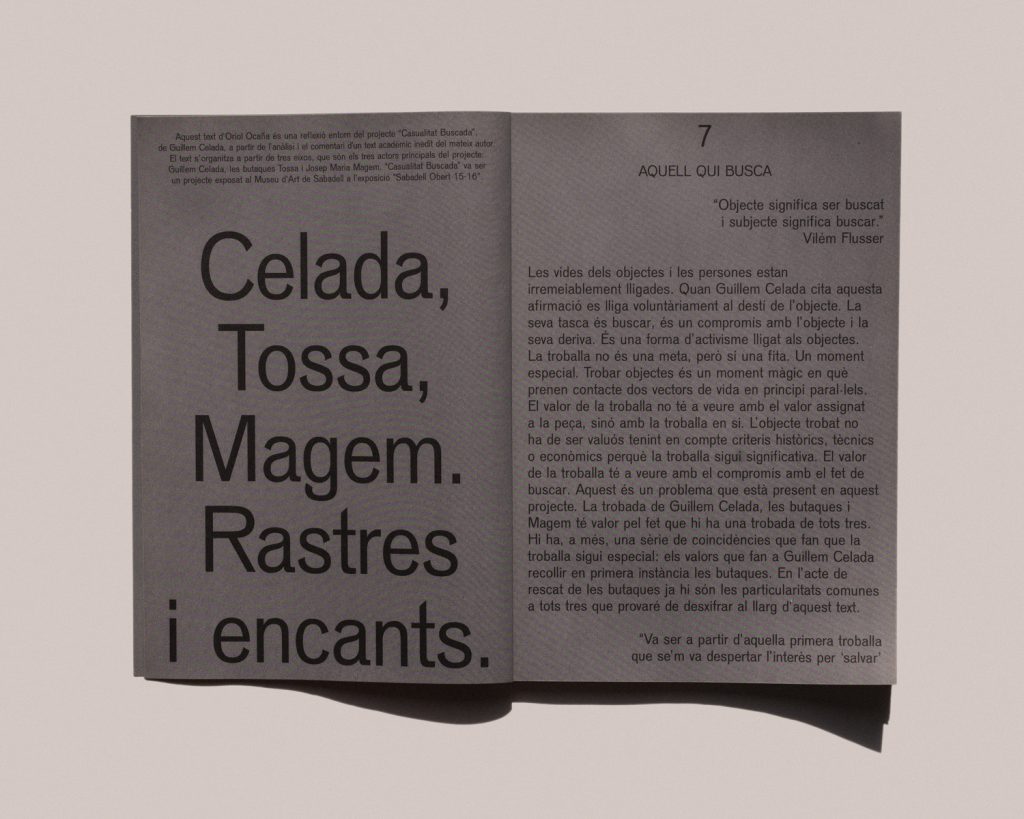 Aquest text d'Oriol Ocaña és una reflexió entorn del projecte "Casualitat Buscada",
de Guillem Celada, a partir de l'anàlisi i el comentari d'un text acadèmic inèdit del mateix autor.
El text s'organitza a partir de tres eixos, que són els tres actors principals del projecte:
Guillem Celada, les butaques Tossa i Josep Maria Magem. "Casualitat Buscada" va ser
un projecte exposat al Museu d'Art de Sabadell a l'exposició "Sabadell Obert 15-16".
Celada,
Tossa,
Magem.
Rastres
i encants.
7
AQUELL QUI BUSCA
“Objecte significa ser buscat
i subjecte significa buscar.”
Vilém Flusser
Les vides dels objectes i les persones estan
irremeiablement lligades. Quan Guillem Celada cita aquesta
afirmació es lliga voluntàriament al destí de l'objecte. La
seva tasca és buscar, és un compromís amb l'objecte i la
seva deriva. És una forma d'activisme lligat als objectes.
La troballa no és una meta, però sí una fita. Un moment
especial. Trobar objectes és un moment màgic en què
prenen contacte dos vectors de vida en principi paral·lels.
El valor de la troballa no té a veure amb el valor assignat
a la peça, sinó amb la troballa en si. L'objecte trobat no
ha de ser valuós tenint en compte criteris històrics, tècnics
o econòmics perquè la troballa sigui significativa. El valor
de la troballa té a veure amb el compromís amb el fet de
buscar. Aquest és un problema que està present en aquest
projecte. La trobada de Guillem Celada, les butaques i
Magem té valor pel fet que hi ha una trobada de tots tres.
Hi ha, a més, una sèrie de coincidències que fan que la
troballa sigui especial: els valors que fan a Guillem Celada
recollir en primera instància les butaques. En l'acte de
rescat de les butaques ja hi són les particularitats comunes
a tots tres que provaré de desxifrar al llarg d'aquest text.
“Va ser a partir d'aquella primera troballa
que se'm va despertar l'interès per ‘salvar’